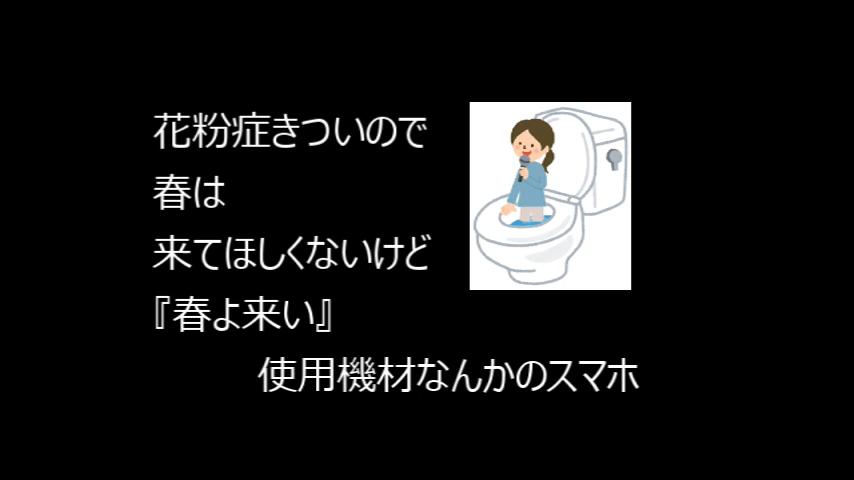 花粉症きついので
春は
来てほしくないけど
『春よ来い』
使用機材なんかのスマホ